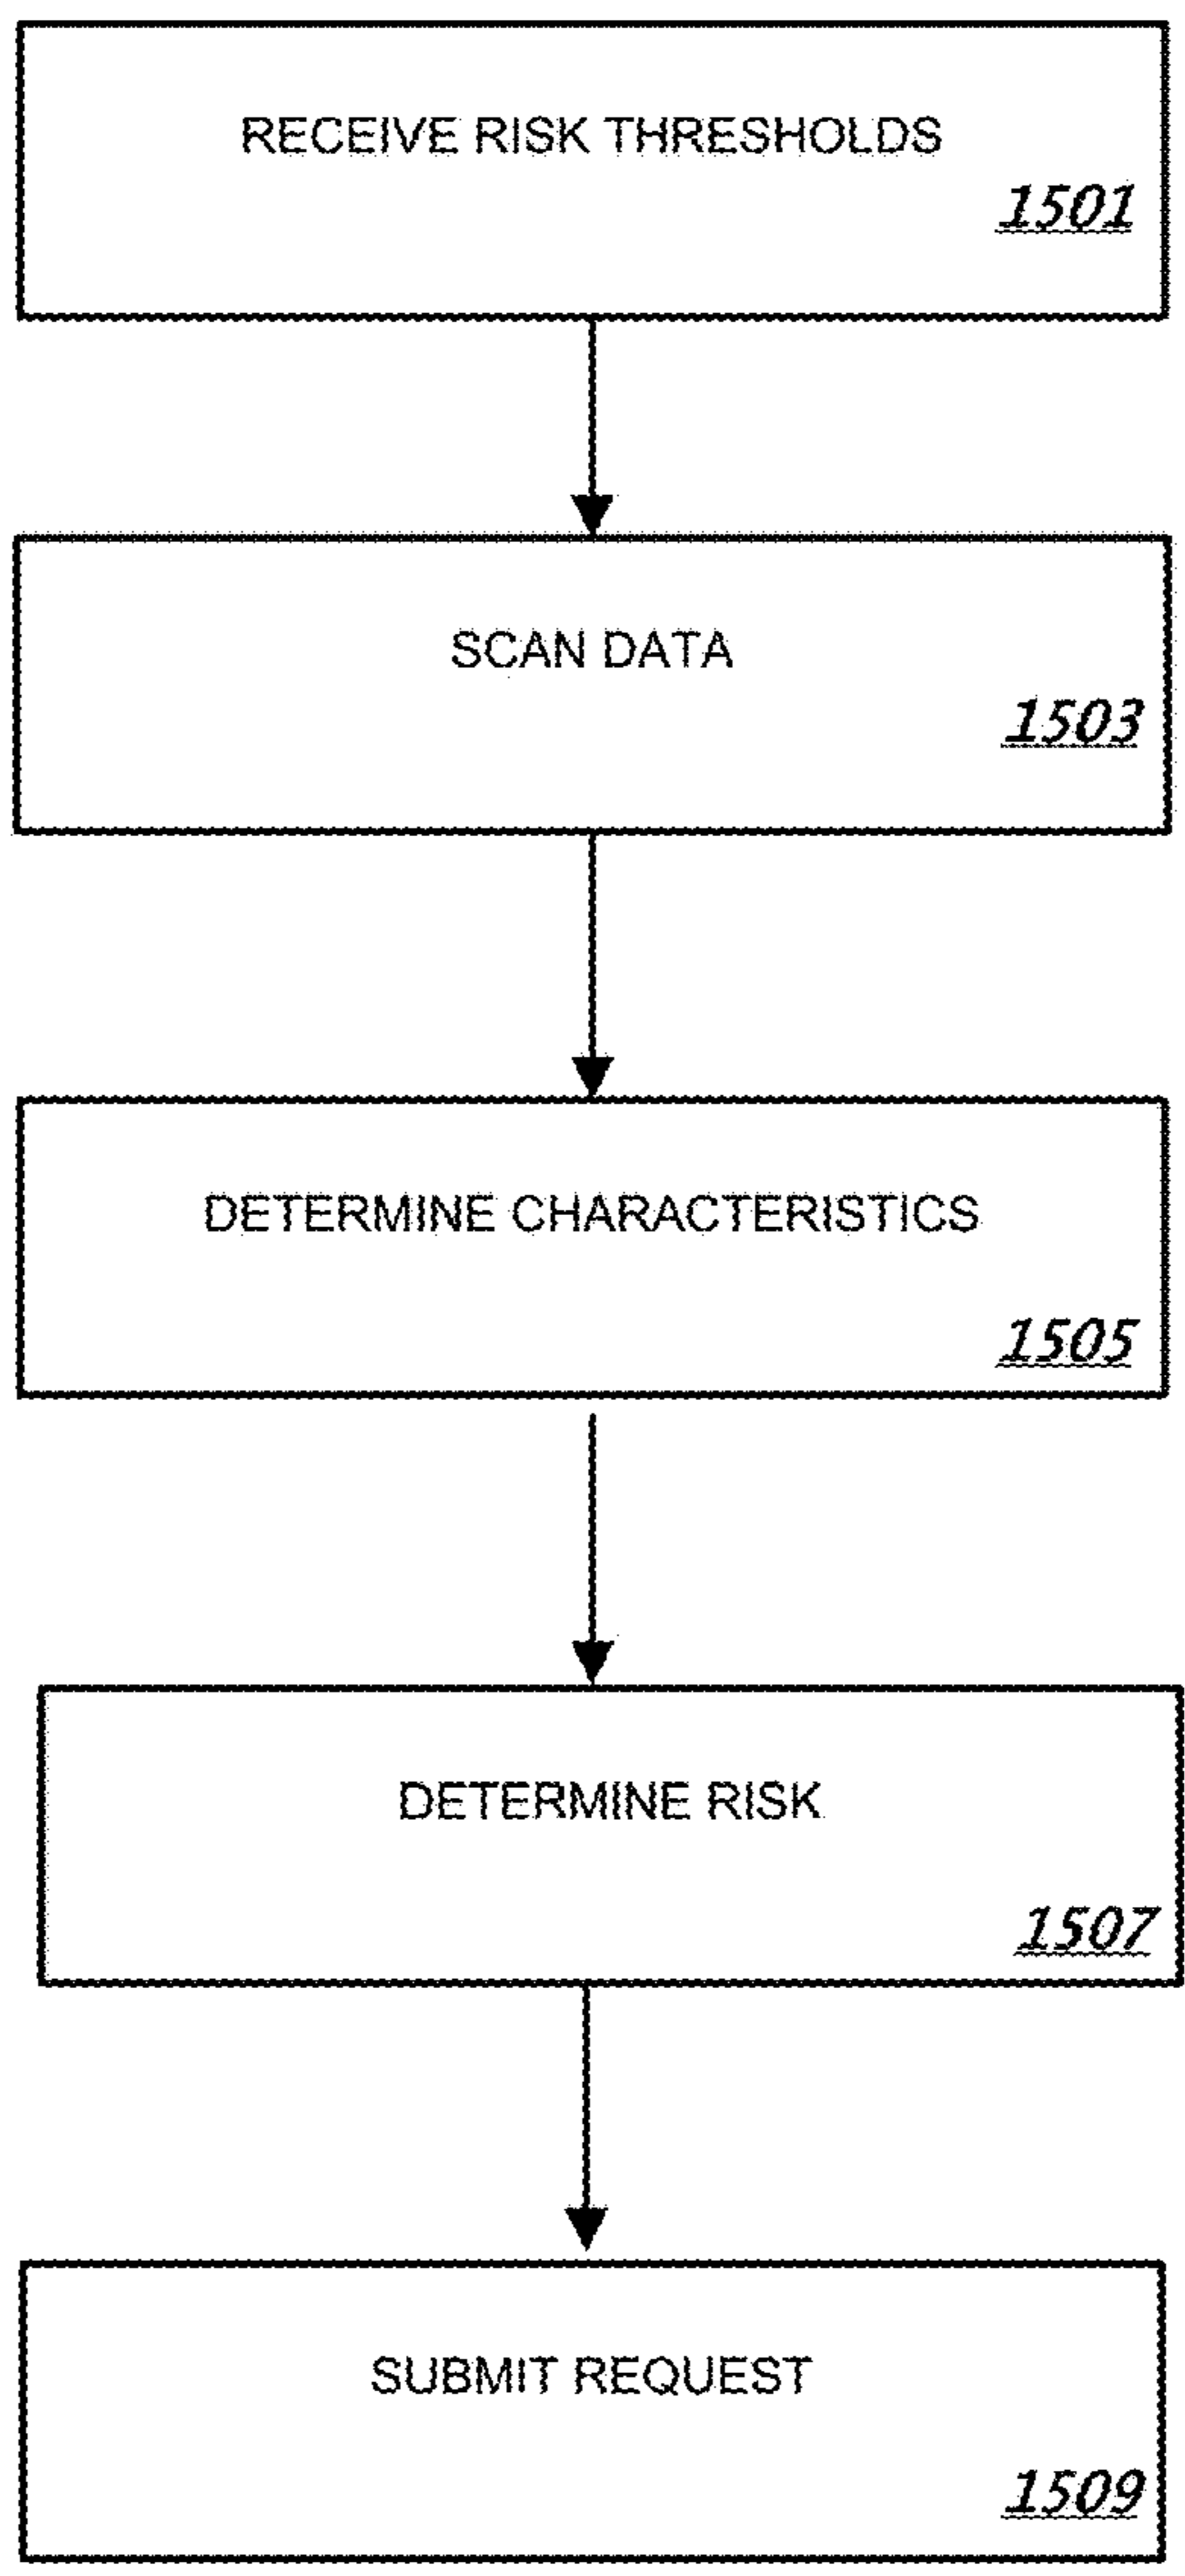 RECEIVE RISK THRESHOLDS
1501
SCAN DATA
1503
DETERMINE CHARACTERISTICS
1505
DETERMINE RISK
1507
SUBMIT REQUEST
1509